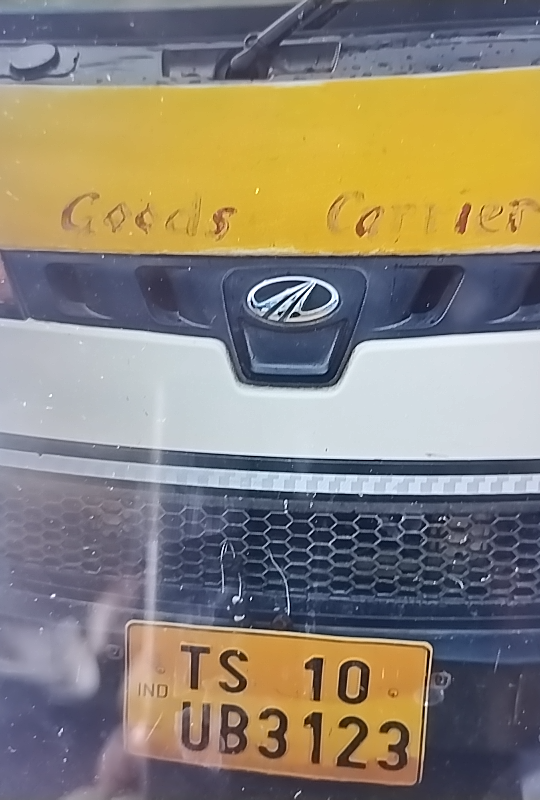 Goods Carrier
TS 10
IND
UB3123